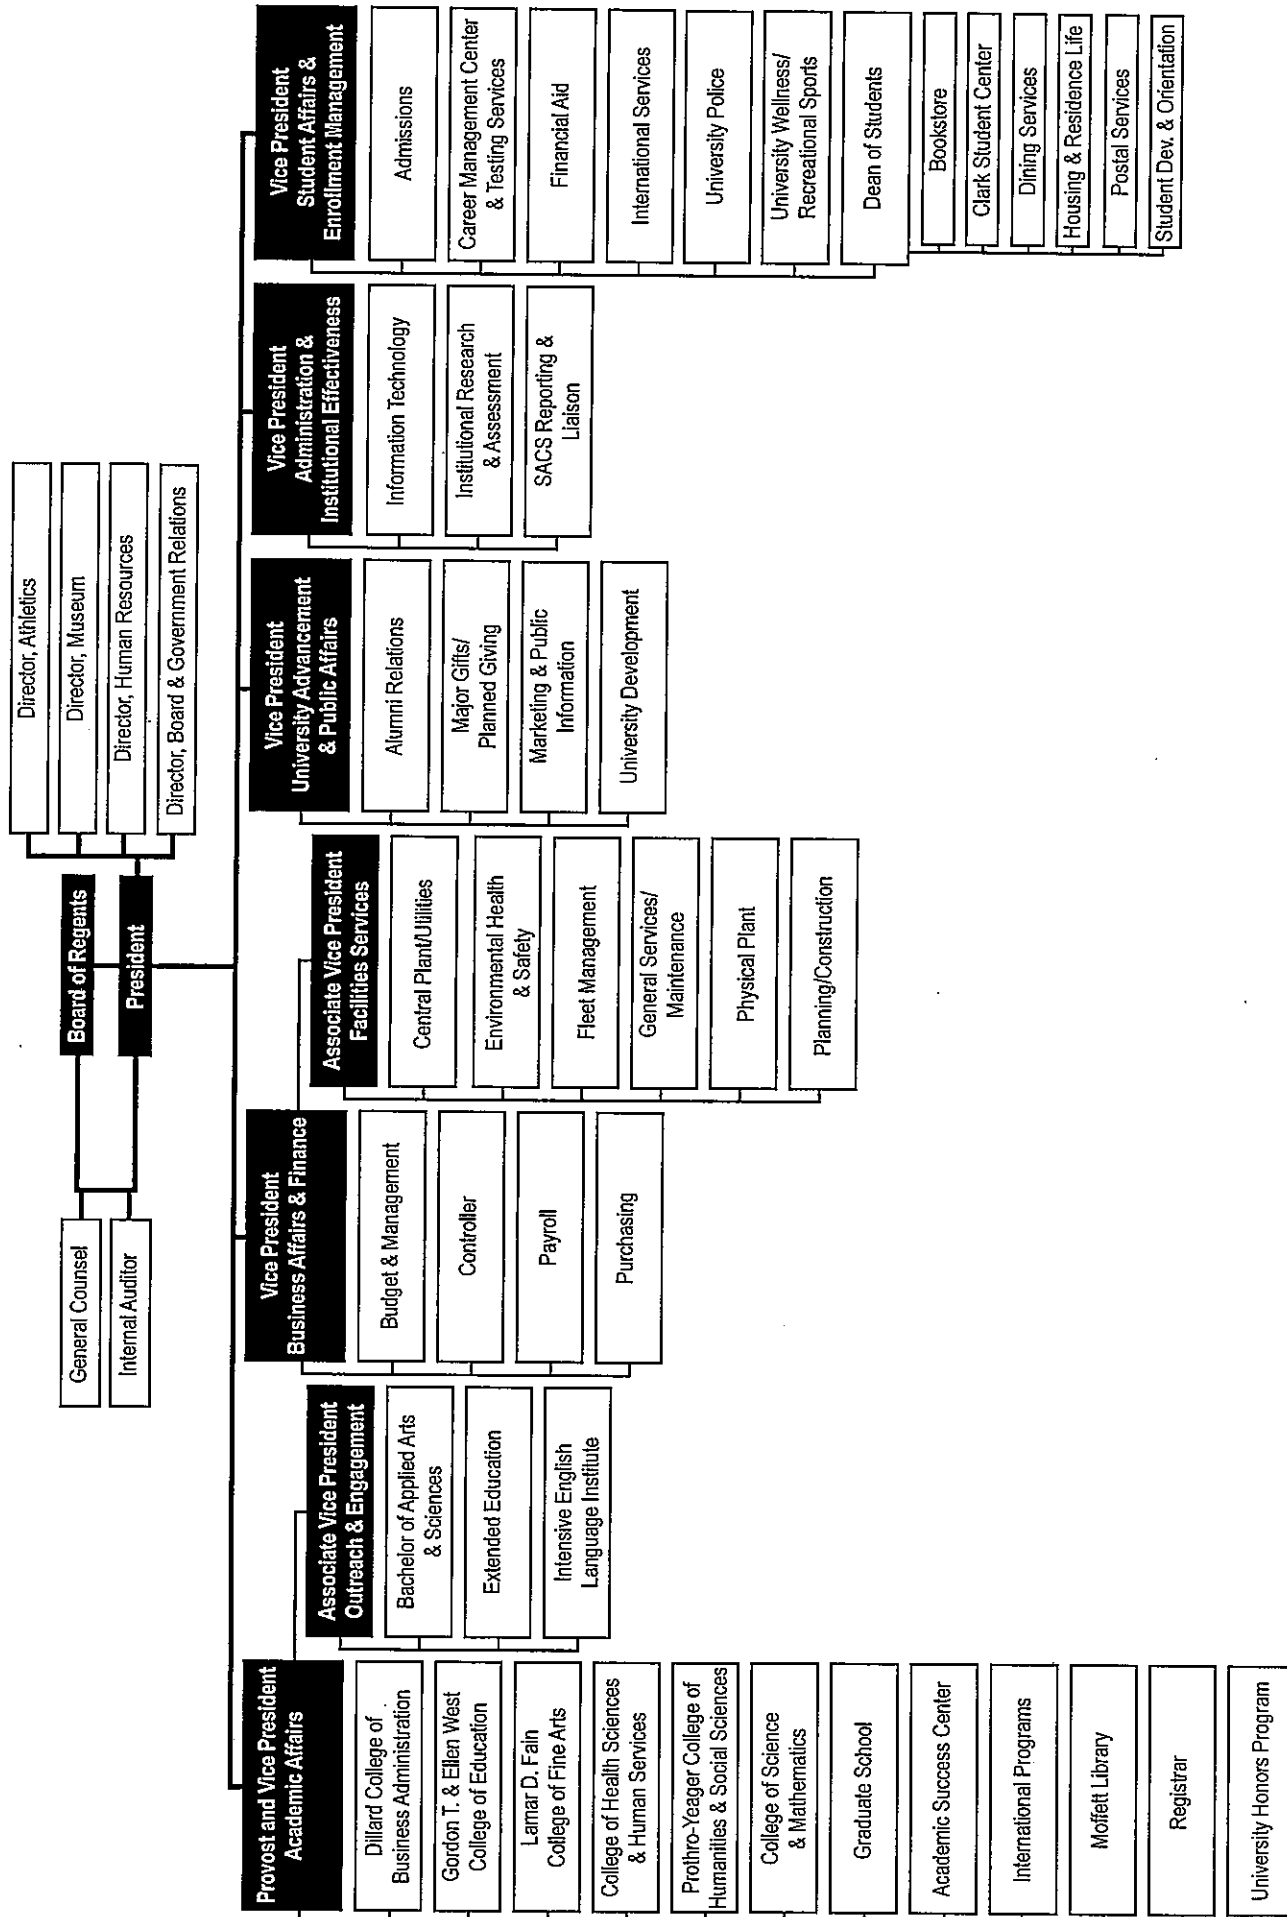 General Counsel
Internal Auditor
Board of Regents
President
Director, Athletics
Director, Museum
Director, Human Resources
Director, Board & Government Relations
Provost and Vice President
Academic Affairs
Dillard College of
Business Administration
Gordon T. & Ellen West
College of Education
Lamar D. Fain
College of Fine Arts
College of Health Sciences
& Human Services
Prothro-Yeager College of
Humanities & Social Sciences
College of Science
& Mathematics
Graduate School
Academic Success Center
International Programs
Moffett Library
Registrar
University Honors Program
Associate Vice President
Outreach & Engagement
Bachelor of Applied Arts
& Sciences
Extended Education
Intensive English
Language Institute
Vice President
Business Affairs & Finance
Budget & Management
Controller
Payroll
Purchasing
Associate Vice President
Facilities Services
Central Plant/Utilities
Environmental Health
& Safety
Fleet Management
General Services/
Maintenance
Physical Plant
Planning/Construction
Vice President
University Advancement
& Public Affairs
Alumni Relations
Major Gifts/
Planned Giving
Marketing & Public
Information
University Development
Vice President
Administration &
Institutional Effectiveness
Information Technology
Institutional Research
& Assessment
SACS Reporting &
Liaison
Vice President
Student Affairs &
Enrollment Management
Admissions
Career Management Center
& Testing Services
Financial Aid
International Services
University Police
University Wellness/
Recreational Sports
Dean of Students
Bookstore
Clark Student Center
Dining Services
Housing & Residence Life
Postal Services
Student Dev. & Orientation